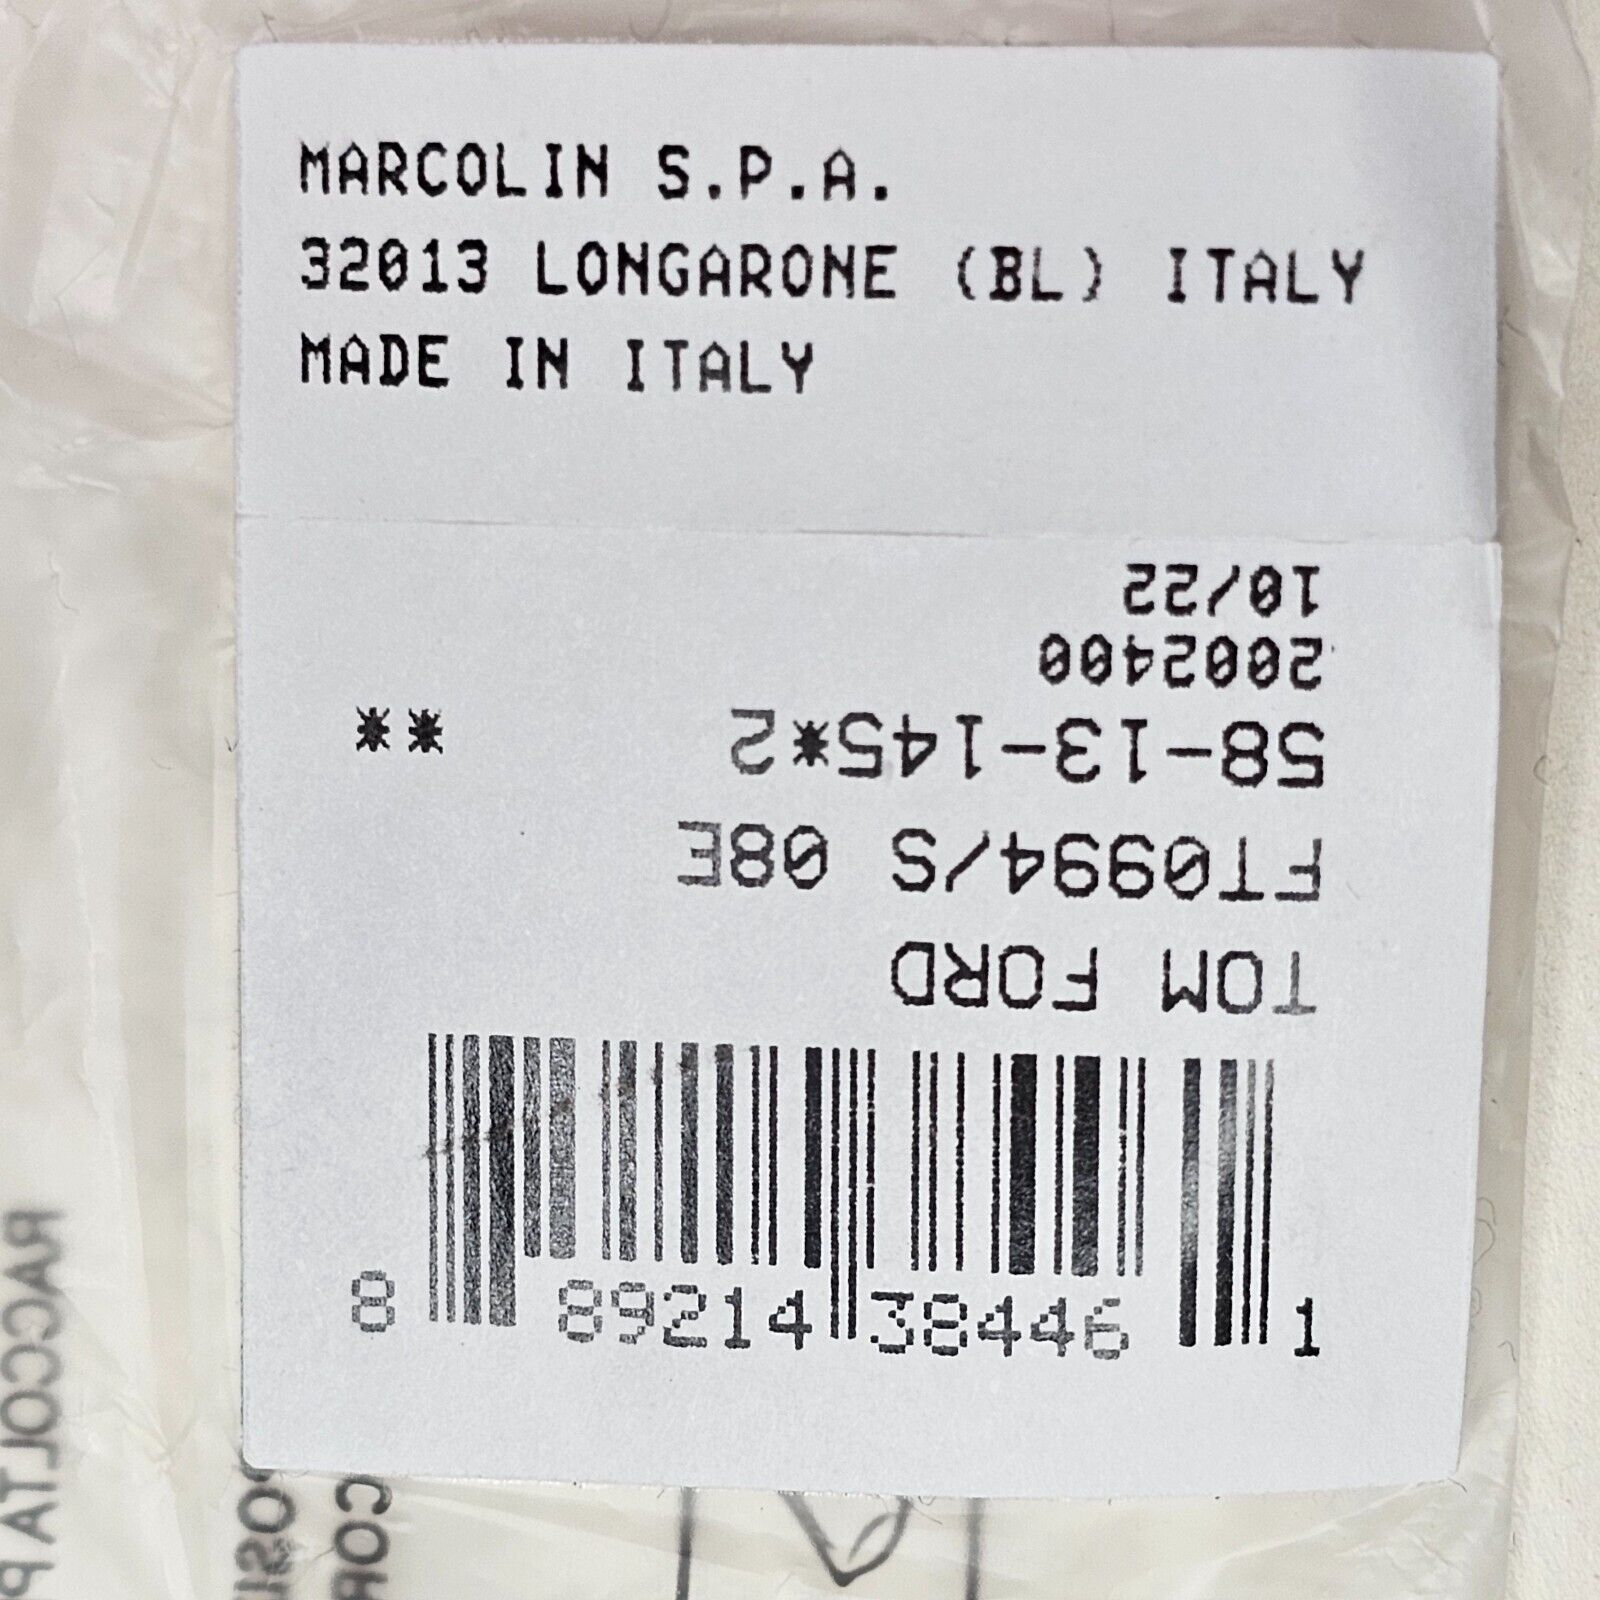 MARCOLIN S.P.A.
32013 LONGARONE (BL) ITALY
MADE IN ITALY
TOM FORD
FT0994/S 08E
58-13-145*2 **
2002400
10/22
8 89214 38446 1
RACCOLTA